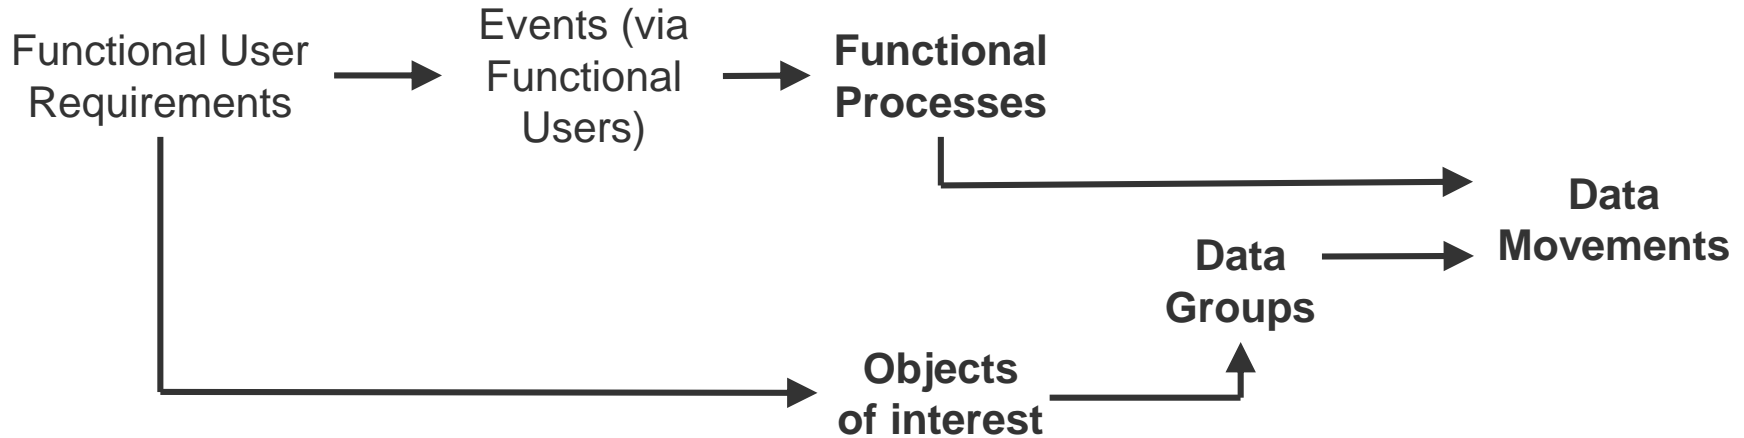 Functional User
Requirements
Events (via
Functional
Users)
Functional
Processes
Data
Movements
Data
Groups
Objects
of interest